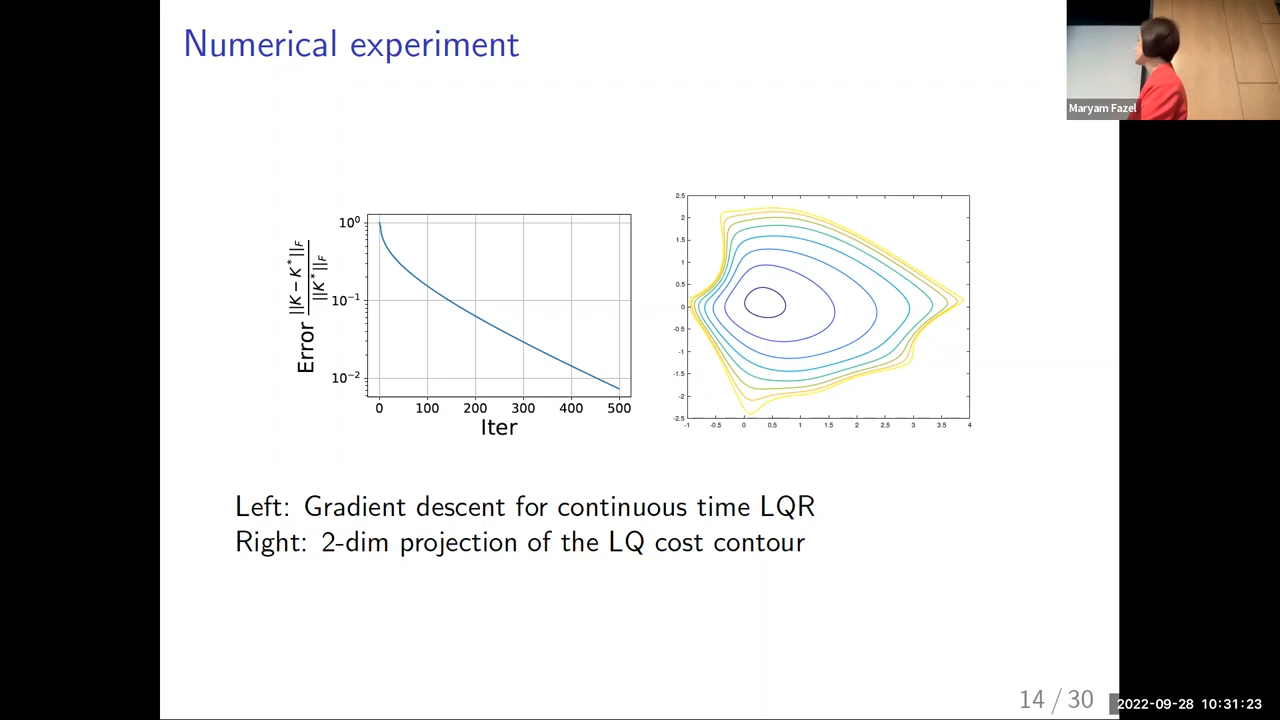 Numerical experiment
Maryam Fazel
Error ||K − K*||_F / ||K*||_F
10⁰
10⁻¹
10⁻²
0 100 200 300 400 500
Iter
2.5
2
1.5
1
0.5
0
-0.5
-1
-1.5
-2
-2.5
-1 -0.5 0 0.5 1 1.5 2 2.5 3 3.5 4
Left: Gradient descent for continuous time LQR
Right: 2-dim projection of the LQ cost contour
14 / 30
2022-09-28 10:31:23